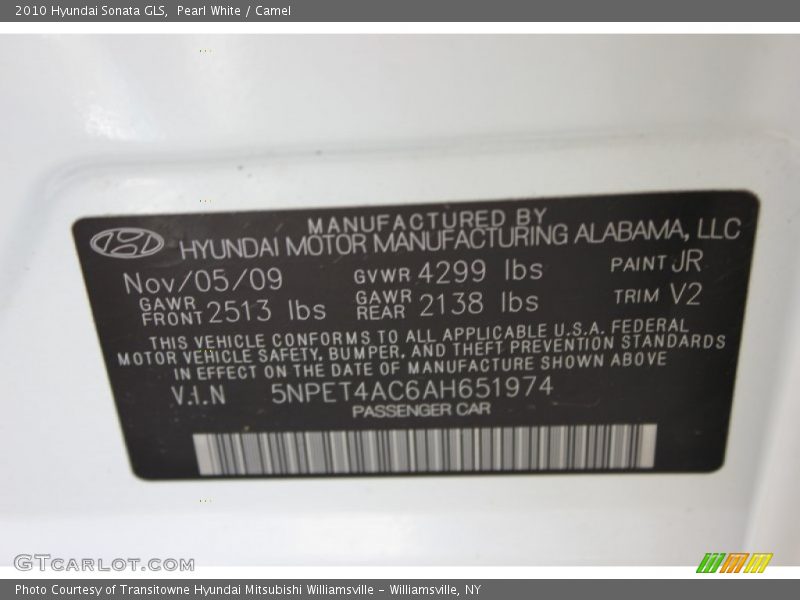 2010 Hyundai Sonata GLS, Pearl White / Camel
MANUFACTURED BY
HYUNDAI MOTOR MANUFACTURING ALABAMA, LLC
Nov/05/09 GVWR 4299 lbs PAINT JR
GAWR FRONT 2513 lbs GAWR REAR 2138 lbs TRIM V2
THIS VEHICLE CONFORMS TO ALL APPLICABLE U.S.A. FEDERAL
MOTOR VEHICLE SAFETY, BUMPER, AND THEFT PREVENTION STANDARDS
IN EFFECT ON THE DATE OF MANUFACTURE SHOWN ABOVE
V.I.N 5NPET4AC6AH651974
PASSENGER CAR
GTCARLOT.COM
Photo Courtesy of Transitowne Hyundai Mitsubishi Williamsville - Williamsville, NY